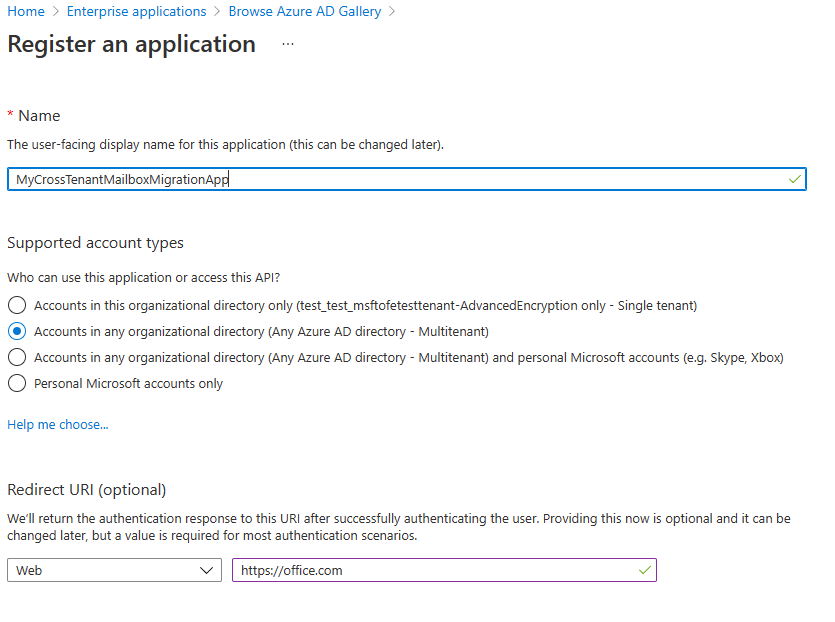 Home > Enterprise applications > Browse Azure AD Gallery >
Register an application ...
* Name
The user-facing display name for this application (this can be changed later).
MyCrossTenantMailboxMigrationApp
Supported account types
Who can use this application or access this API?
Accounts in this organizational directory only (test_test_msftofetesttenant-AdvancedEncryption only - Single tenant)
Accounts in any organizational directory (Any Azure AD directory - Multitenant)
Accounts in any organizational directory (Any Azure AD directory - Multitenant) and personal Microsoft accounts (e.g. Skype, Xbox)
Personal Microsoft accounts only
Help me choose...
Redirect URI (optional)
We'll return the authentication response to this URI after successfully authenticating the user. Providing this now is optional and it can be
changed later, but a value is required for most authentication scenarios.
Web https://office.com